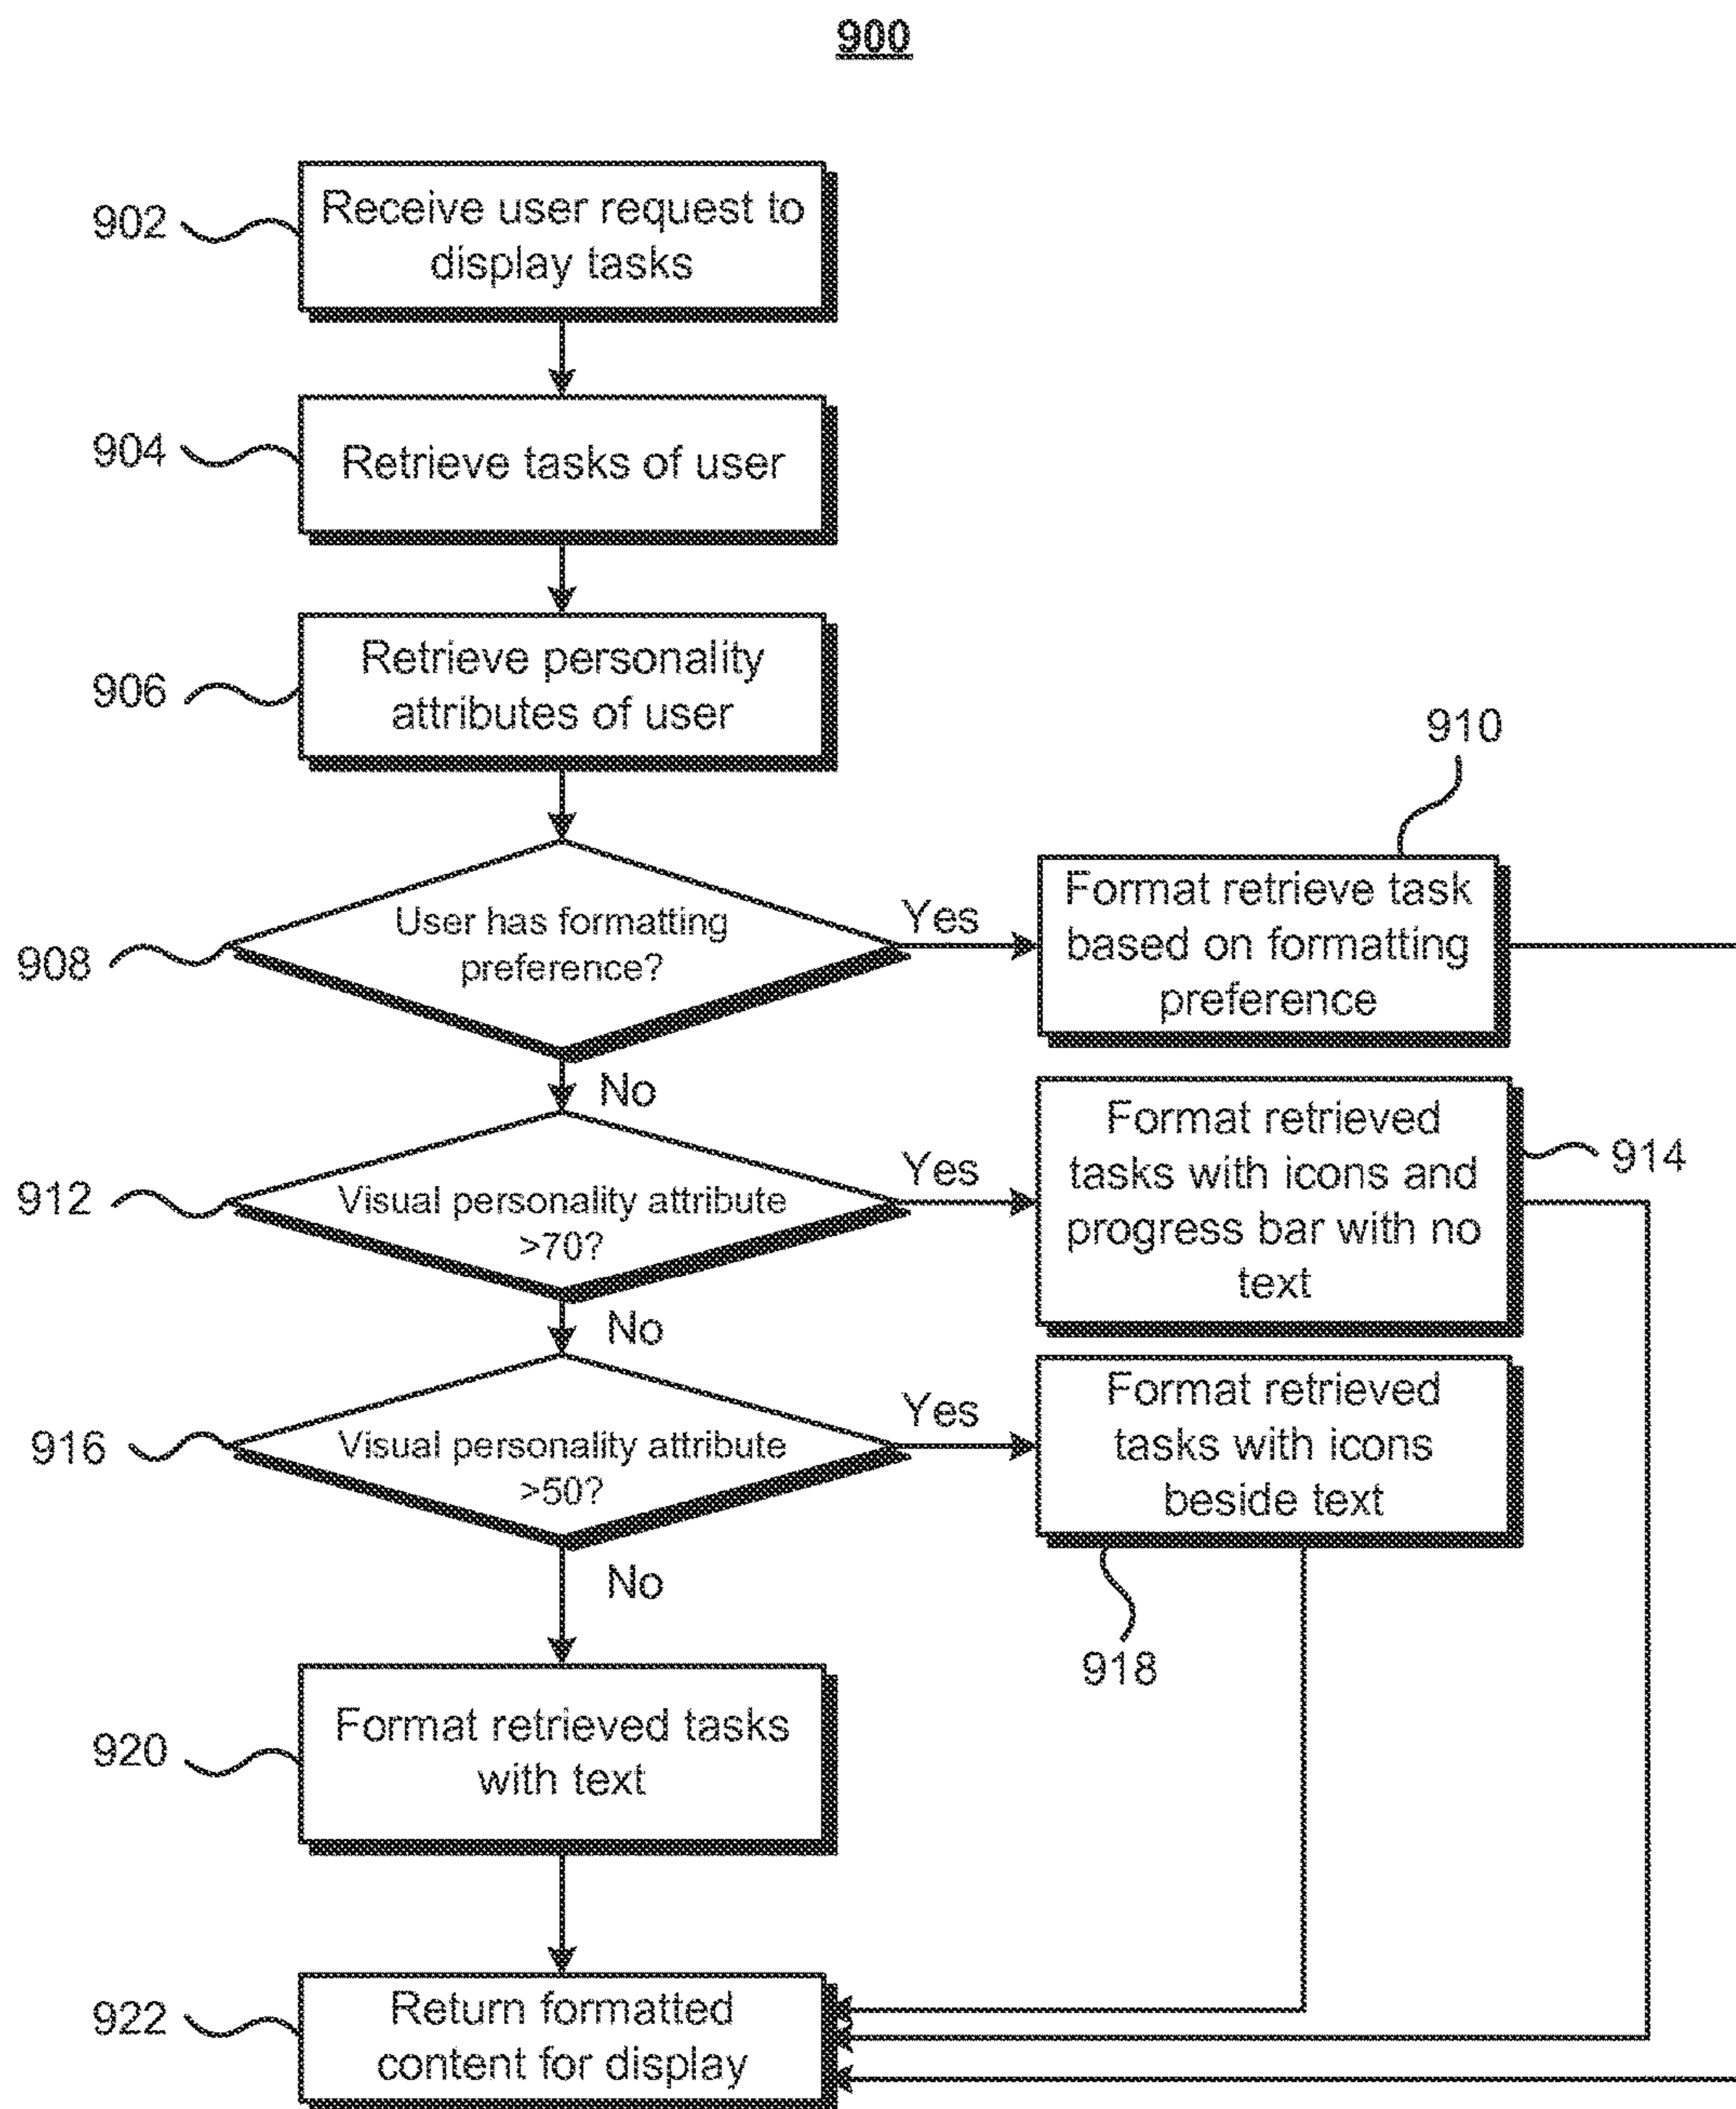 900
902
Receive user request to
display tasks
904
Retrieve tasks of user
906
Retrieve personality
attributes of user
910
908
User has formatting
preference?
Yes
Format retrieve task
based on formatting
preference
No
912
Visual personality attribute
>70?
Yes
Format retrieved
tasks with icons and
progress bar with no
text
914
No
916
Visual personality attribute
>50?
Yes
Format retrieved
tasks with icons
beside text
No
918
920
Format retrieved tasks
with text
922
Return formatted
content for display